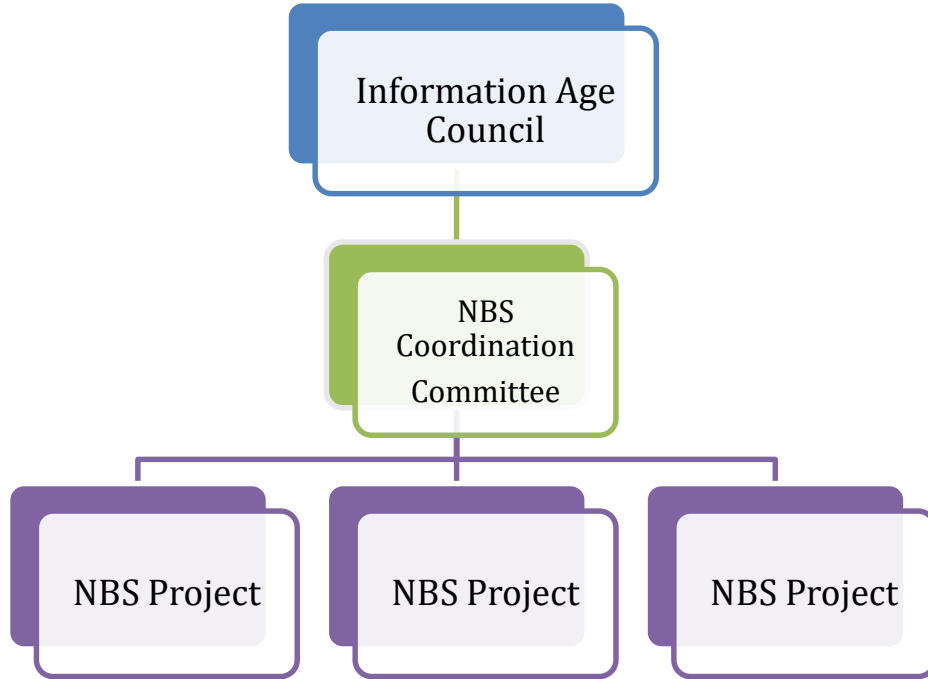 Information Age
Council
NBS
Coordination
Committee
NBS Project
NBS Project
NBS Project